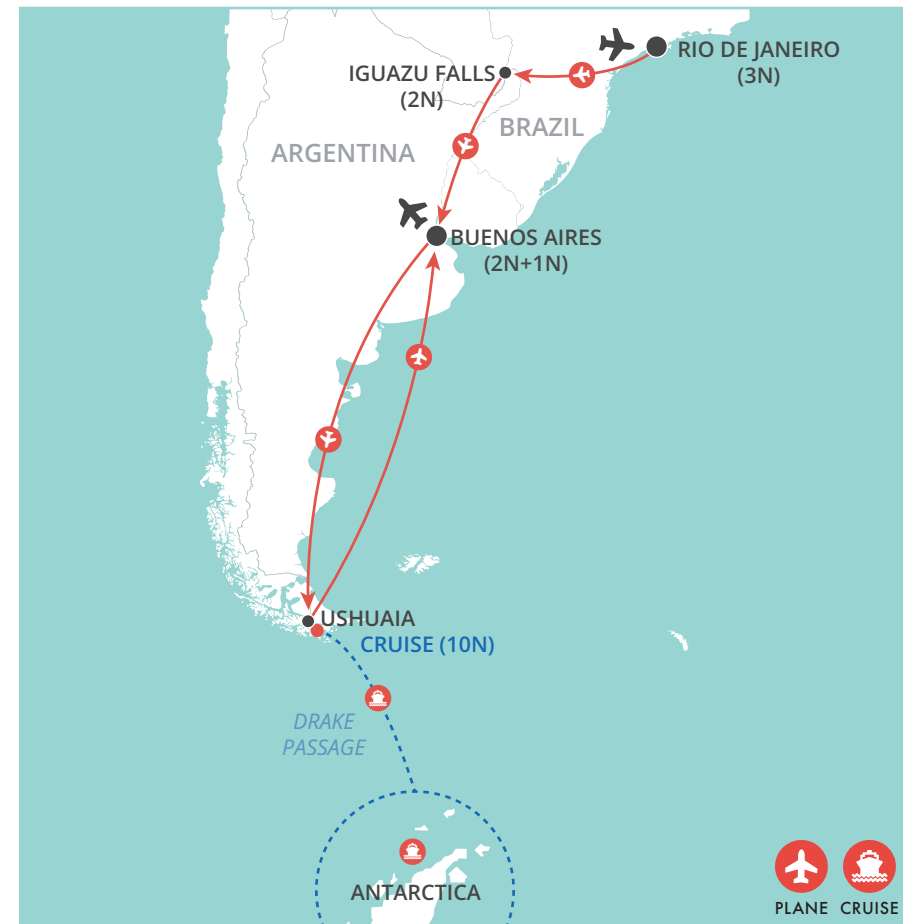 RIO DE JANEIRO
(3N)
IGUAZU FALLS
(2N)
BRAZIL
ARGENTINA
BUENOS AIRES
(2N+1N)
USHUAIA
CRUISE (10N)
DRAKE
PASSAGE
ANTARCTICA
PLANE CRUISE